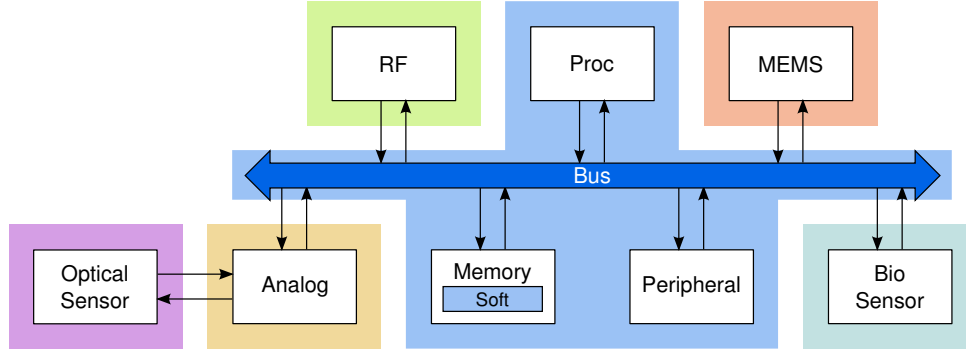 RF
Proc
MEMS
Bus
Optical
Sensor
Analog
Memory
Soft
Peripheral
Bio
Sensor